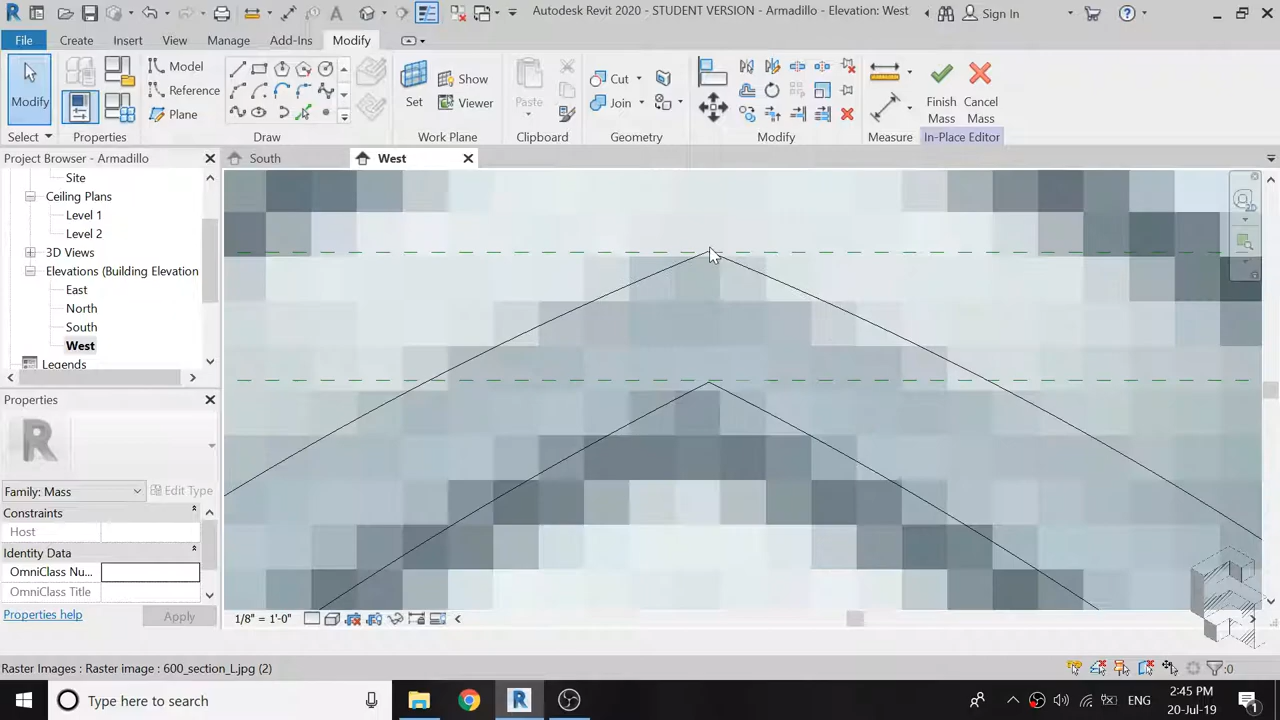 Autodesk Revit 2020 - STUDENT VERSION - Armadillo - Elevation: West
Sign In
File
Create
Insert
View
Manage
Add-Ins
Modify
Modify
Select
Properties
Model
Reference
Plane
Draw
Set
Show
Viewer
Work Plane
Paste
Clipboard
Cut
Join
Geometry
Modify
Measure
Finish
Mass
Cancel
Mass
In-Place Editor
Project Browser - Armadillo
Site
Ceiling Plans
Level 1
Level 2
3D Views
Elevations (Building Elevation
East
North
South
West
Legends
South
West
2D
Properties
R
Family: Mass
Edit Type
Constraints
Host
Identity Data
OmniClass Nu...
OmniClass Title
Properties help
Apply
1/8" = 1'-0"
Raster Images : Raster image : 600_section_L.jpg (2)
:0
Type here to search
R
ENG
2:45 PM
20-Jul-19
1